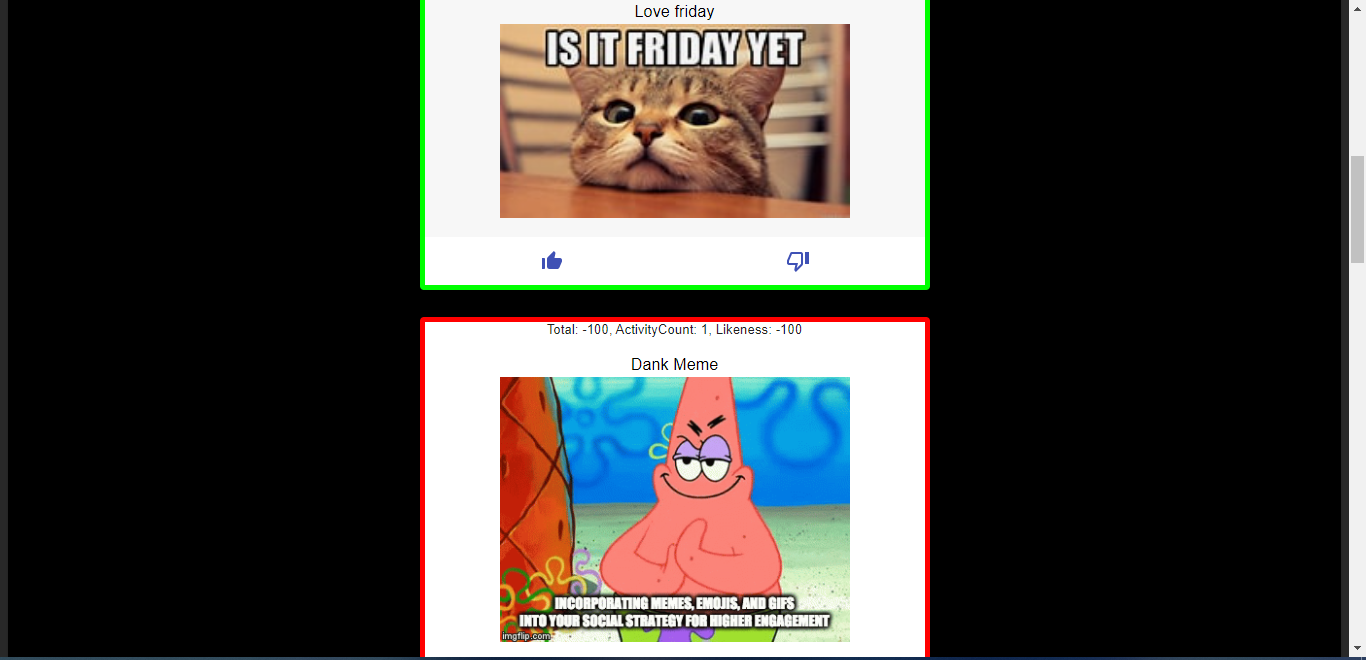 Love friday
IS IT FRIDAY YET
Total: -100, ActivityCount: 1, Likeness: -100
Dank Meme
INCORPORATING MEMES, EMOJIS, AND GIFS
INTO YOUR SOCIAL STRATEGY FOR HIGHER ENGAGEMENT
imgflip.com